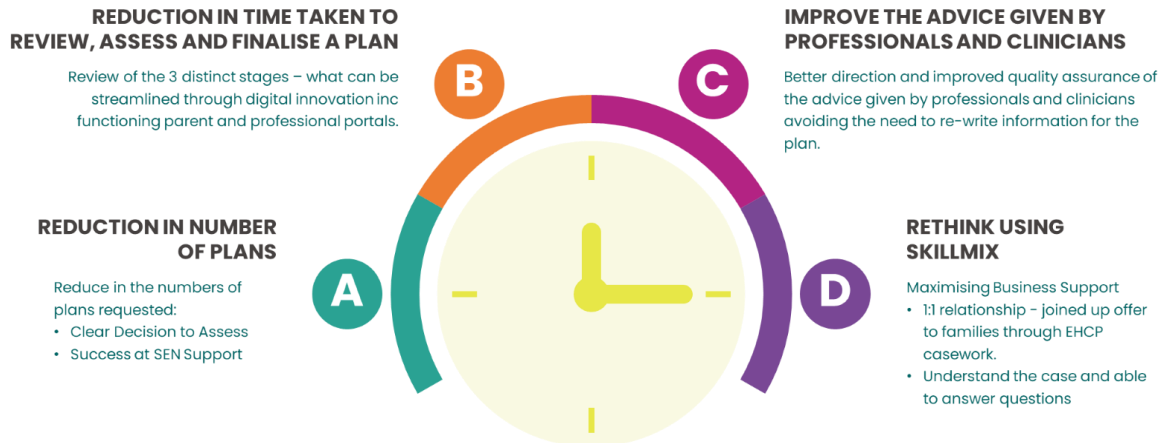 REDUCTION IN TIME TAKEN TO
REVIEW, ASSESS AND FINALISE A PLAN
Review of the 3 distinct stages – what can be
streamlined through digital innovation inc
functioning parent and professional portals.
B
C
IMPROVE THE ADVICE GIVEN BY
PROFESSIONALS AND CLINICIANS
Better direction and improved quality assurance of
the advice given by professionals and clinicians
avoiding the need to re-write information for the
plan.
REDUCTION IN NUMBER
OF PLANS
Reduce in the numbers of
plans requested:
• Clear Decision to Assess
• Success at SEN Support
A
D
RETHINK USING
SKILLMIX
Maximising Business Support
• 1:1 relationship - joined up offer
to families through EHCP
casework.
• Understand the case and able
to answer questions